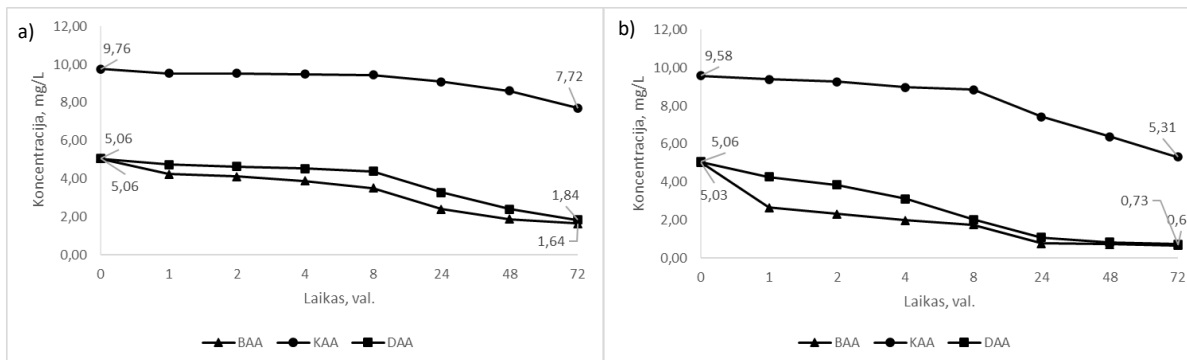 a)
Koncentracija, mg/L
12,00
10,00
8,00
6,00
4,00
2,00
0,00
9,76
7,72
5,06
5,06
1,84
1,64
0 1 2 4 8 24 48 72
Laikas, val.
BAA KAA DAA
b)
Koncentracija, mg/L
12,00
10,00
8,00
6,00
4,00
2,00
0,00
9,58
5,31
5,06
5,03
0,73
0,6
0 1 2 4 8 24 48 72
Laikas, val.
BAA KAA DAA